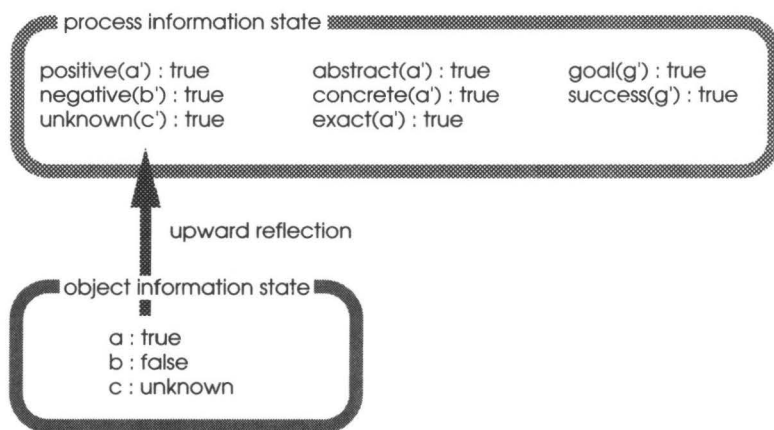 process information state
positive(a') : true abstract(a') : true goal(g') : true
negative(b') : true concrete(a') : true success(g') : true
unknown(c') : true exact(a') : true
upward reflection
object information state
a : true
b : false
c : unknown